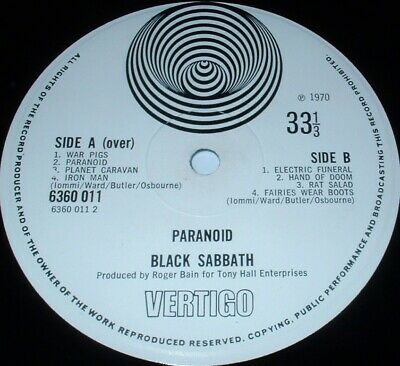 ALL RIGHTS OF THE RECORD PRODUCER AND OF THE OWNER OF THE WORK REPRODUCED RESERVED. COPYING, PUBLIC PERFORMANCE AND BROADCASTING OF THIS RECORD PROHIBITED.
℗ 1970
33⅓
SIDE A (over)
1. WAR PIGS
2. PARANOID
3. PLANET CARAVAN
4. IRON MAN
(Iommi/Ward/Butler/Osbourne)
6360 011
6360 011 2
SIDE B
1. ELECTRIC FUNERAL
2. HAND OF DOOM
3. RAT SALAD
4. FAIRIES WEAR BOOTS
(Iommi/Ward/Butler/Osbourne)
PARANOID
BLACK SABBATH
Produced by Roger Bain for Tony Hall Enterprises
VERTIGO